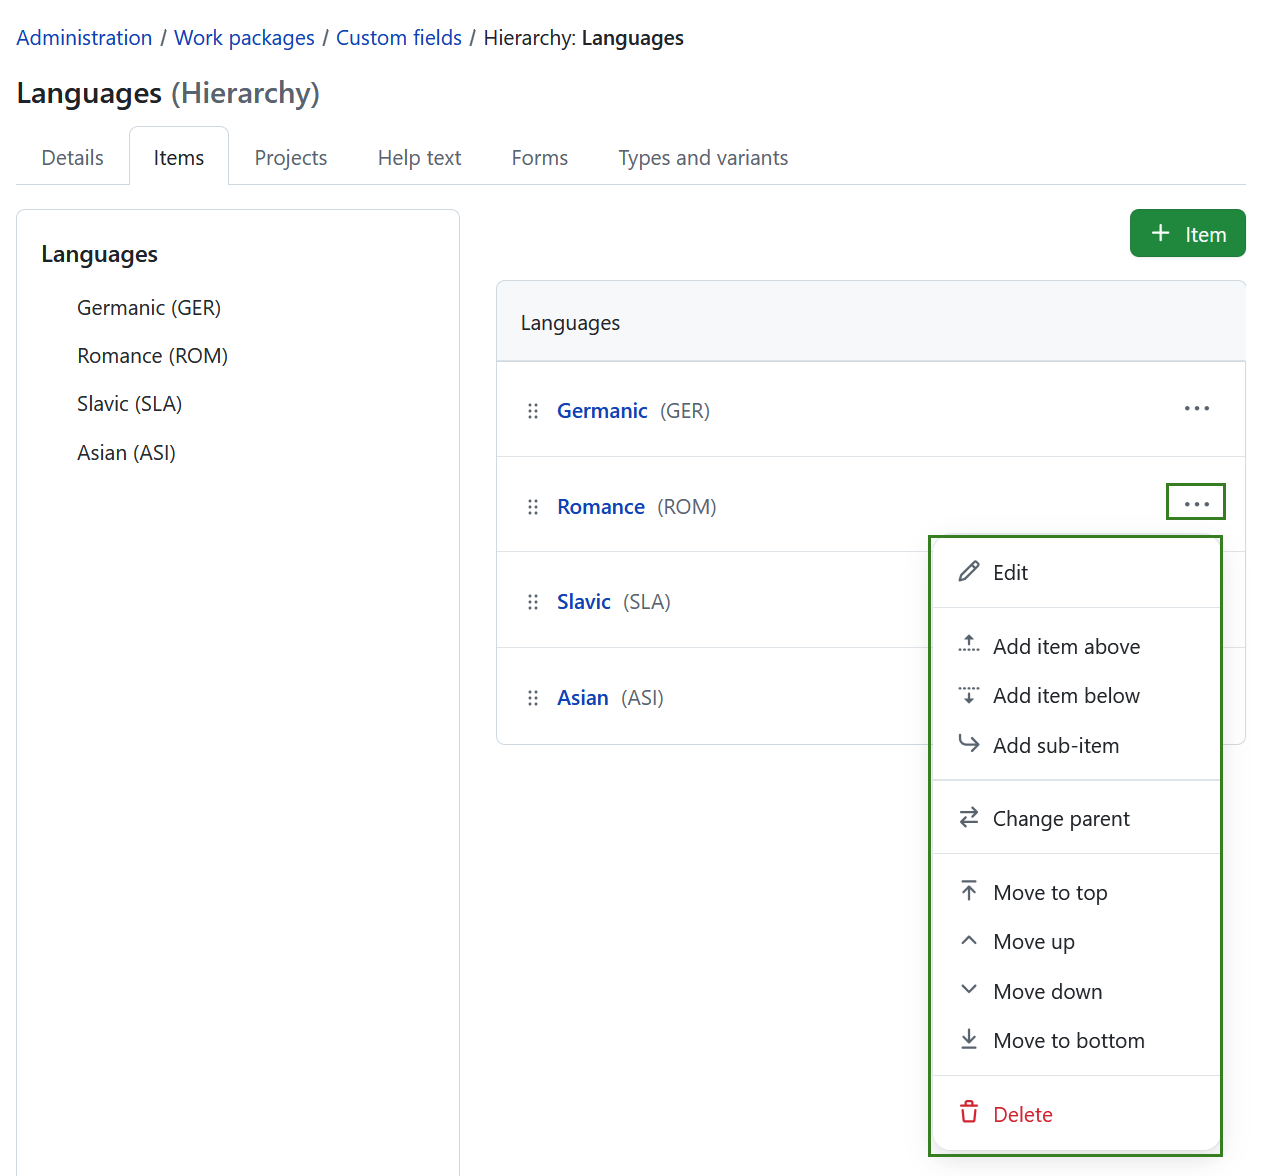 Administration / Work packages / Custom fields / Hierarchy: Languages
Languages (Hierarchy)
Details Items Projects Help text Forms Types and variants
Languages
Germanic (GER)
Romance (ROM)
Slavic (SLA)
Asian (ASI)
+ Item
Languages
Germanic (GER)
Romance (ROM)
Slavic (SLA)
Asian (ASI)
Edit
Add item above
Add item below
Add sub-item
Change parent
Move to top
Move up
Move down
Move to bottom
Delete